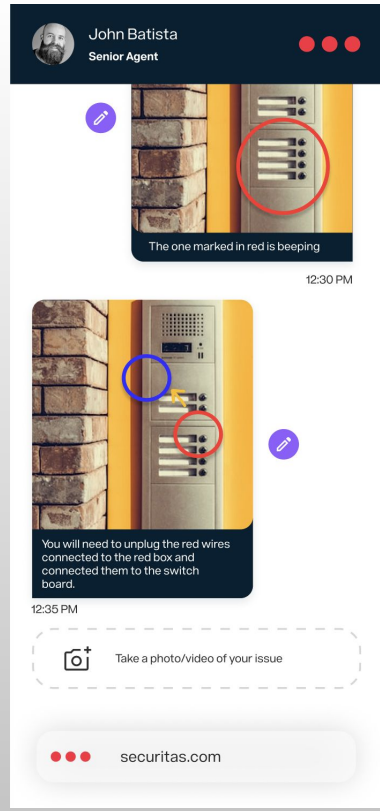 John Batista
Senior Agent
The one marked in red is beeping
12:30 PM
You will need to unplug the red wires
connected to the red box and
connected them to the switch
board.
12:35 PM
Take a photo/video of your issue
securitas.com